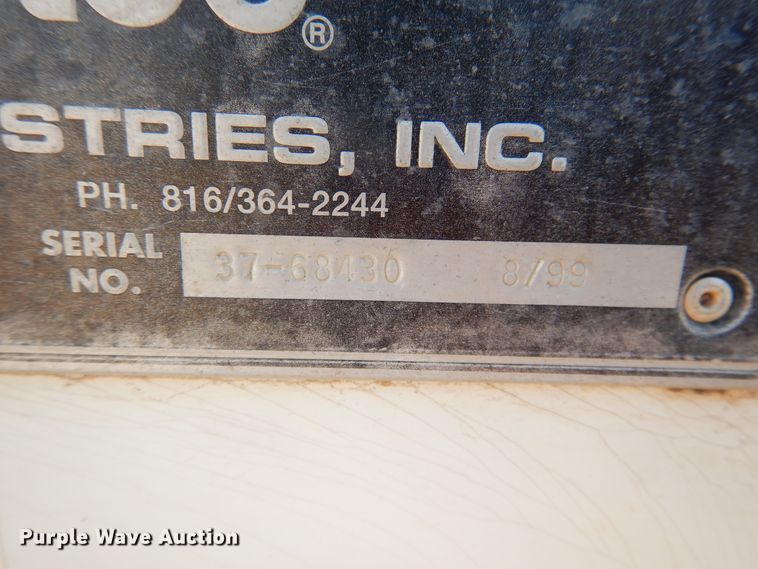 ®
STRIES, INC.
PH. 816/364-2244
SERIAL NO. 37-68430 8/99
Purple Wave Auction